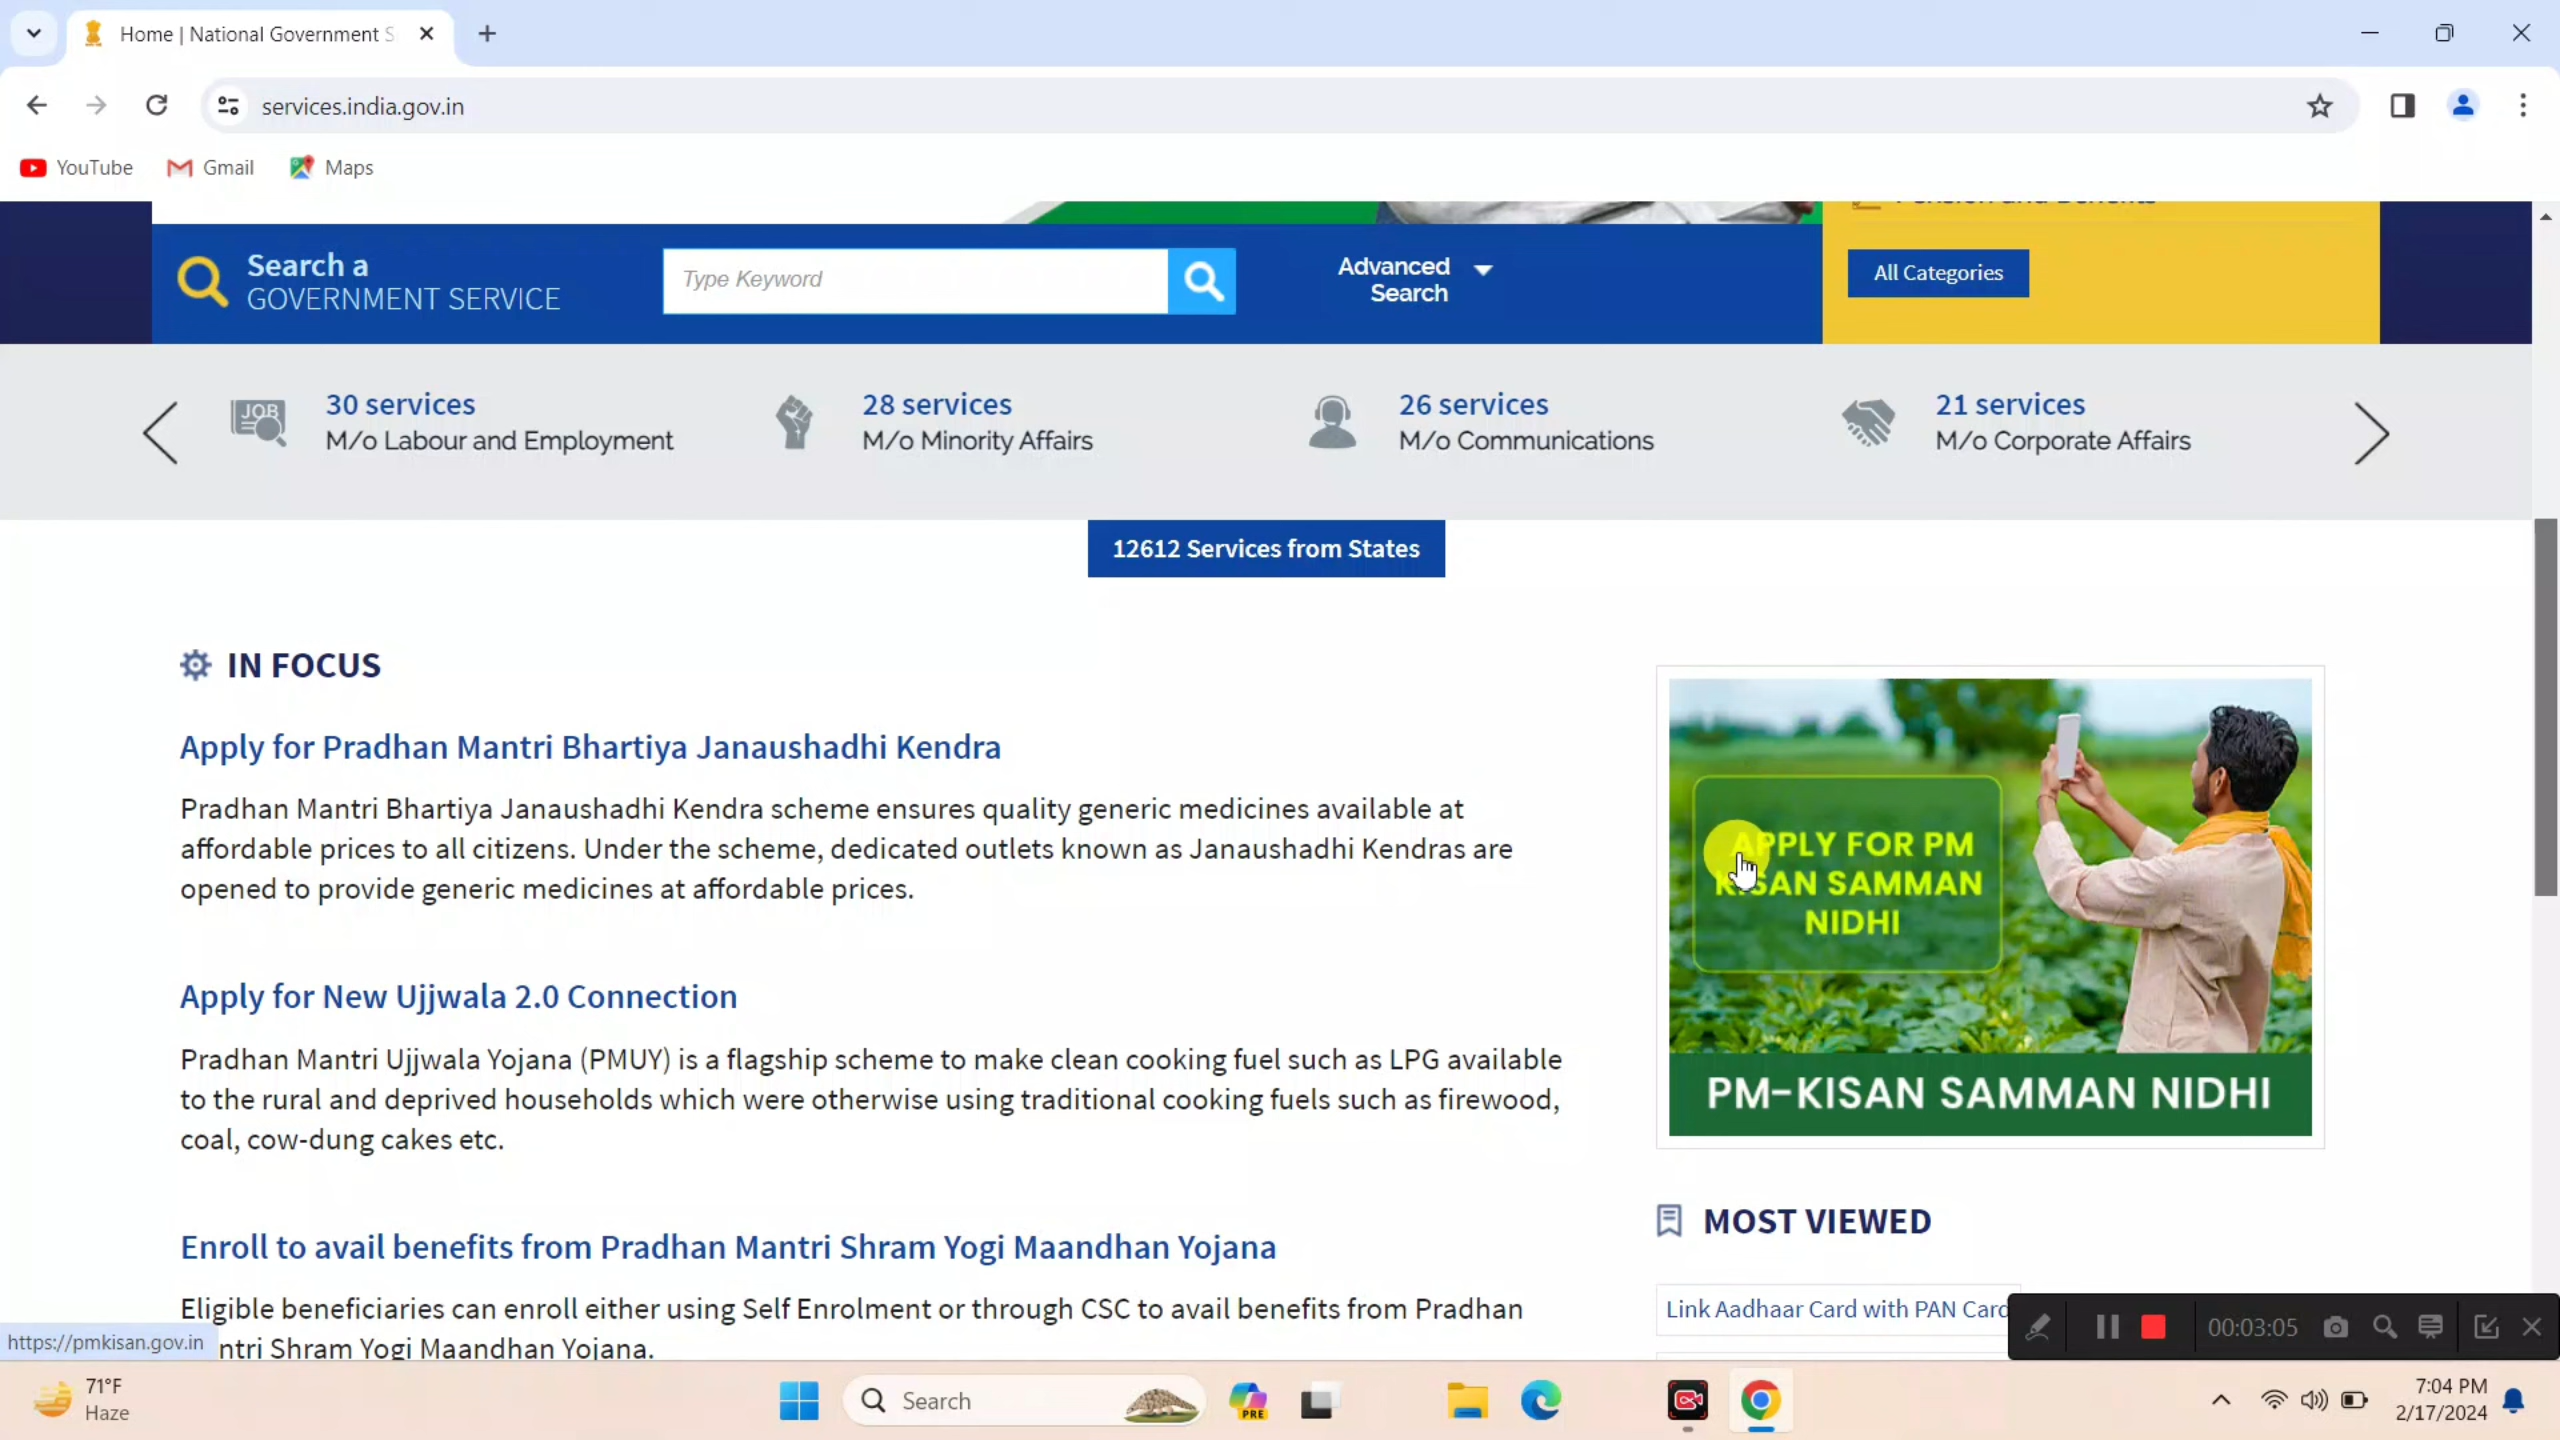 Home | National Government S
services.india.gov.in
YouTube Gmail Maps
Search a
GOVERNMENT SERVICE
Type Keyword
Advanced
Search
Pension and Benefits
All Categories
JOB
30 services
M/o Labour and Employment
28 services
M/o Minority Affairs
26 services
M/o Communications
21 services
M/o Corporate Affairs
12612 Services from States
IN FOCUS
Apply for Pradhan Mantri Bhartiya Janaushadhi Kendra
Pradhan Mantri Bhartiya Janaushadhi Kendra scheme ensures quality generic medicines available at
affordable prices to all citizens. Under the scheme, dedicated outlets known as Janaushadhi Kendras are
opened to provide generic medicines at affordable prices.
Apply for New Ujjwala 2.0 Connection
Pradhan Mantri Ujjwala Yojana (PMUY) is a flagship scheme to make clean cooking fuel such as LPG available
to the rural and deprived households which were otherwise using traditional cooking fuels such as firewood,
coal, cow-dung cakes etc.
Enroll to avail benefits from Pradhan Mantri Shram Yogi Maandhan Yojana
Eligible beneficiaries can enroll either using Self Enrolment or through CSC to avail benefits from Pradhan
ntri Shram Yogi Maandhan Yojana.
APPLY FOR PM
KISAN SAMMAN
NIDHI
PM-KISAN SAMMAN NIDHI
MOST VIEWED
Link Aadhaar Card with PAN Card
00:03:05
https://pmkisan.gov.in
71°F
Haze
Search
PRE
7:04 PM
2/17/2024